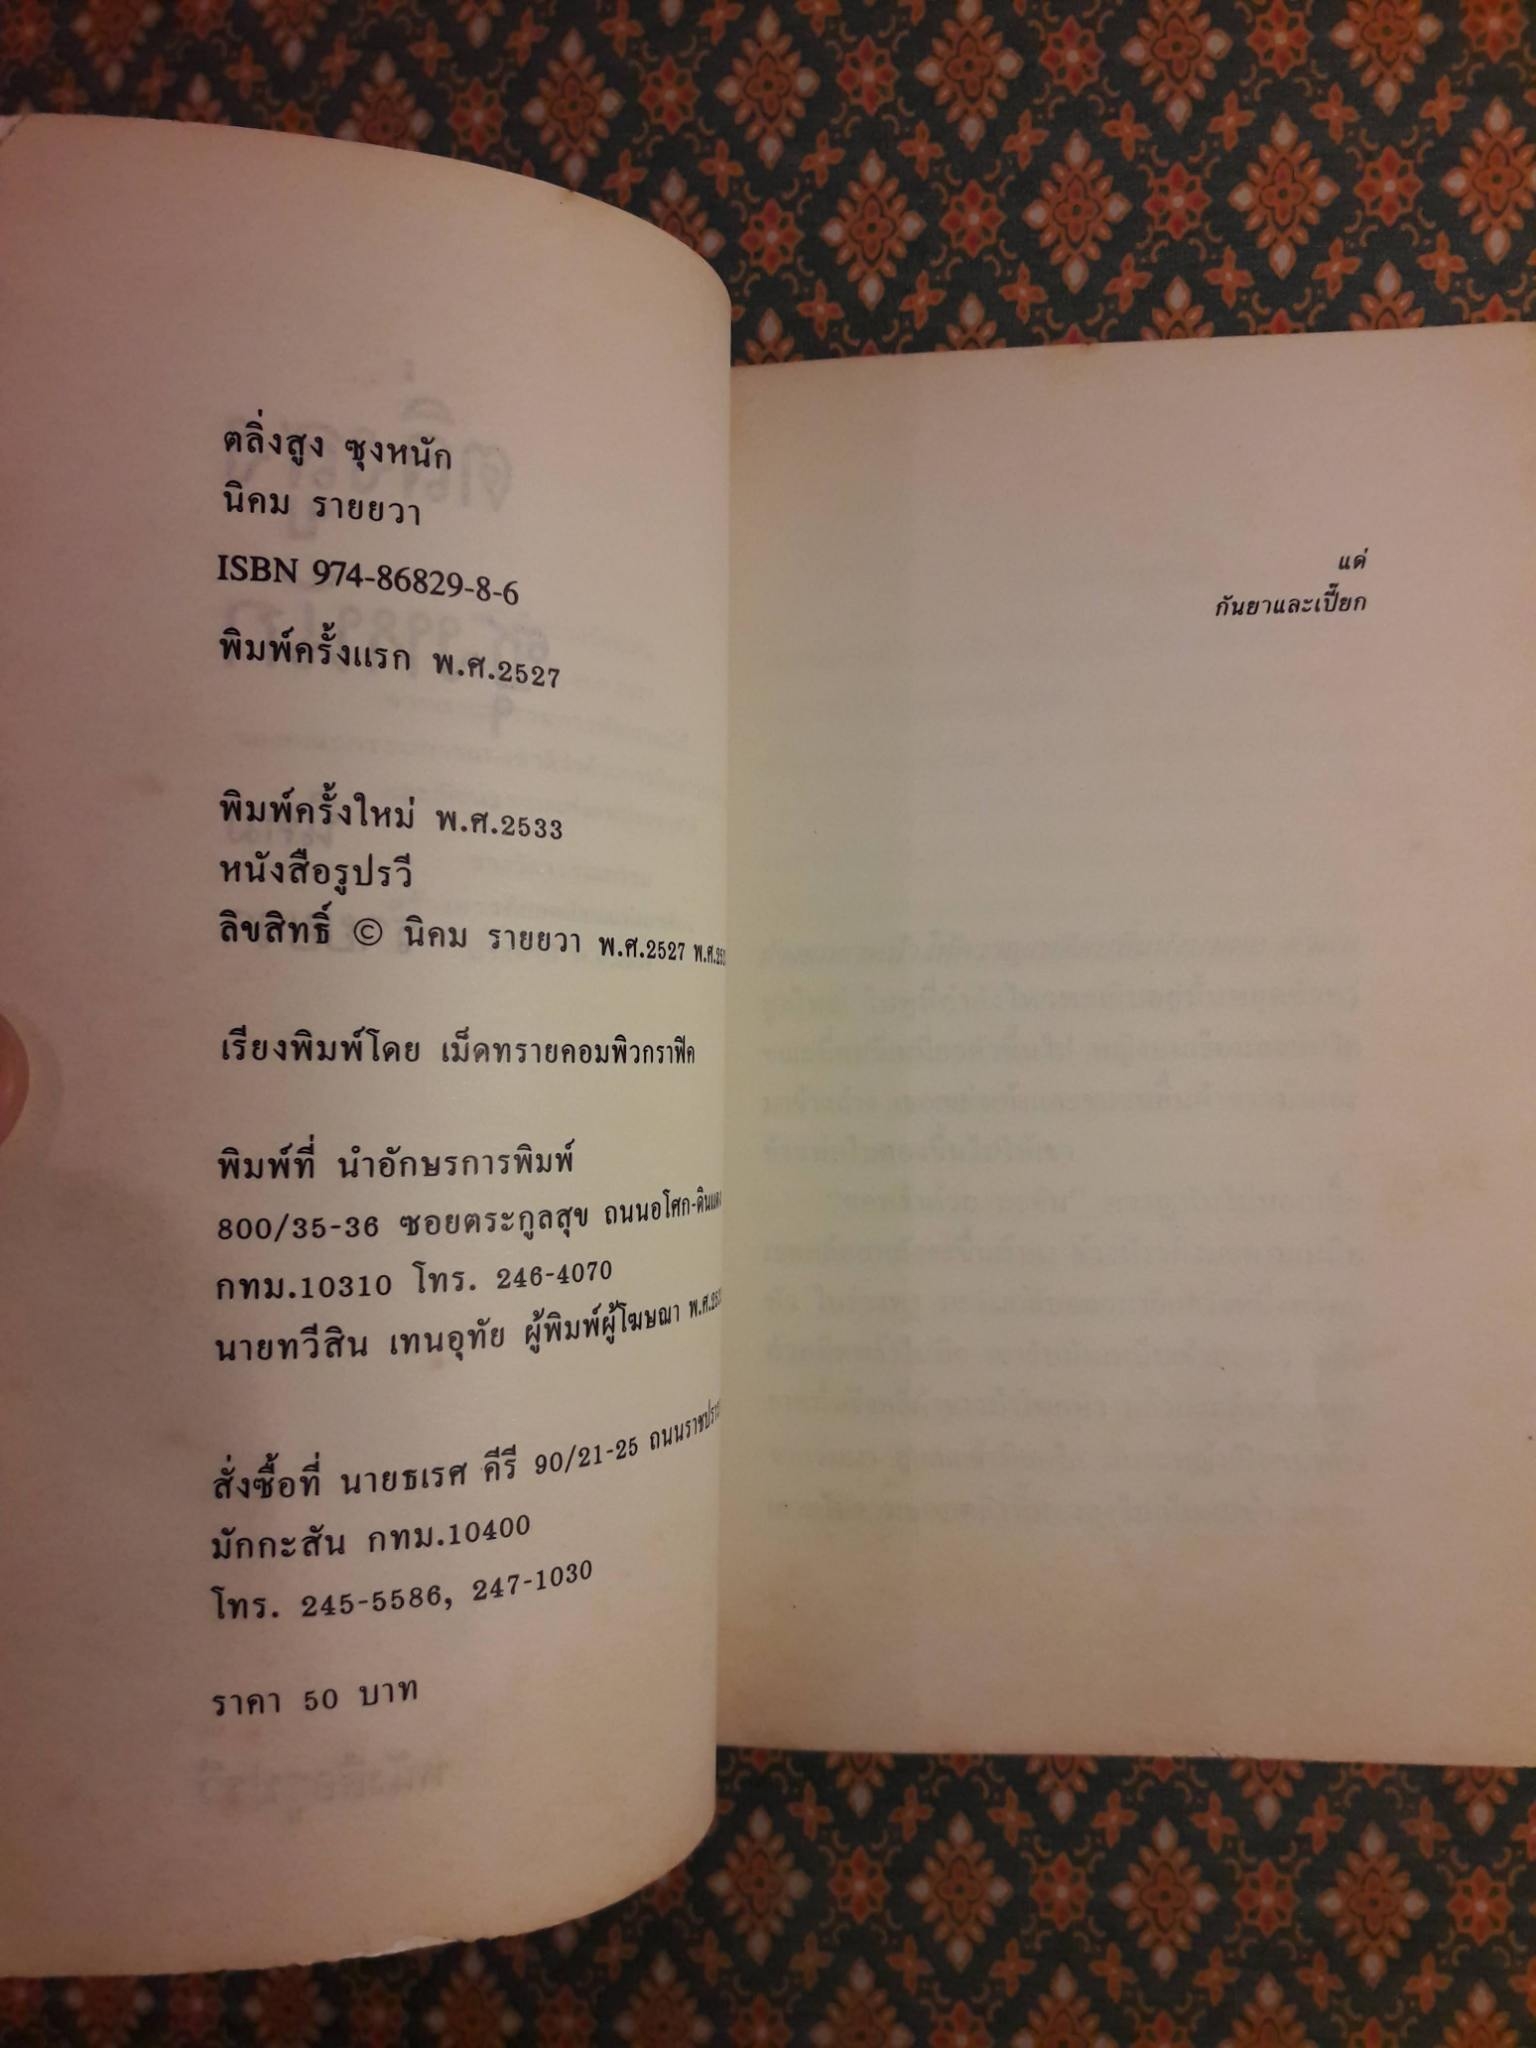 ตลิ่งสูง ซุงหนัก
นิคม รายยวา
ISBN 974-86829-8-6
พิมพ์ครั้งแรก พ.ศ.2527
พิมพ์ครั้งใหม่ พ.ศ.2533
หนังสือรูปรวี
ลิขสิทธิ์ © นิคม รายยวา พ.ศ.2527
เรียงพิมพ์โดย เม็ดทรายคอมพิวกราฟิค
พิมพ์ที่ นำอักษรการพิมพ์
800/35-36 ซอยตระกูลสุข ถนนอโศก-ดินแดง
กทม.10310 โทร. 246-4070
นายทวีสิน เทนอุทัย ผู้พิมพ์ผู้โฆษณา
สั่งซื้อที่ นายธเรศ คีรี 90/21-25
มักกะสัน กทม.10400
โทร. 245-5586, 247-1030
ราคา 50 บาท
แด่
กันยาและเปี๊ยก